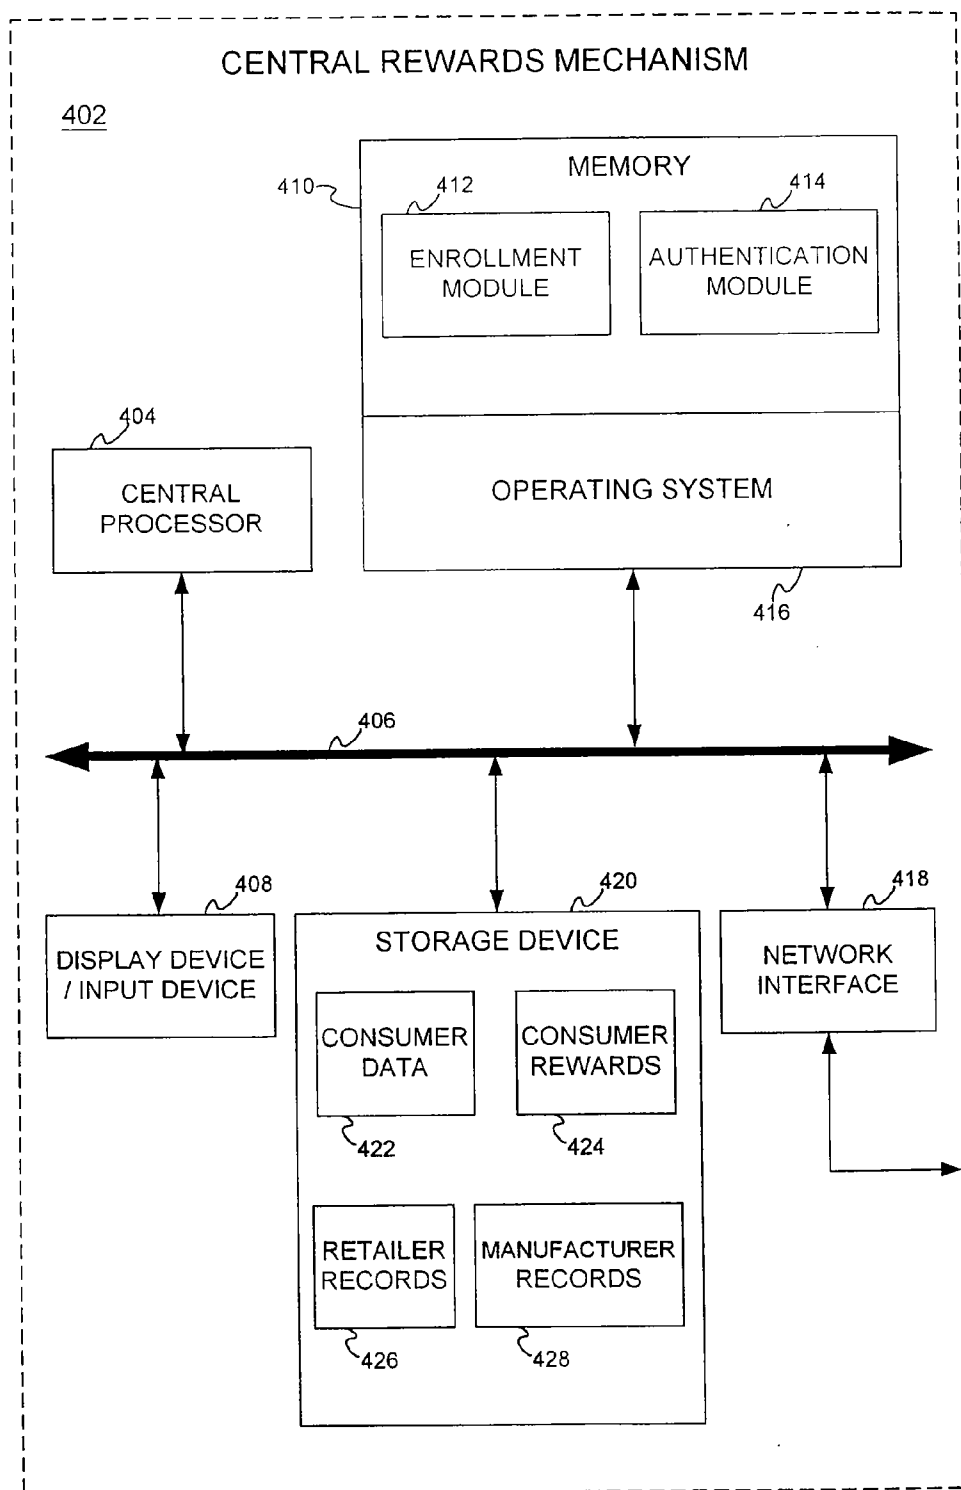 CENTRAL REWARDS MECHANISM
402
MEMORY
410
412
414
ENROLLMENT
MODULE
AUTHENTICATION
MODULE
404
CENTRAL
PROCESSOR
OPERATING SYSTEM
416
406
408
420
418
DISPLAY DEVICE
/ INPUT DEVICE
STORAGE DEVICE
NETWORK
INTERFACE
CONSUMER
DATA
CONSUMER
REWARDS
422
424
RETAILER
RECORDS
MANUFACTURER
RECORDS
426
428